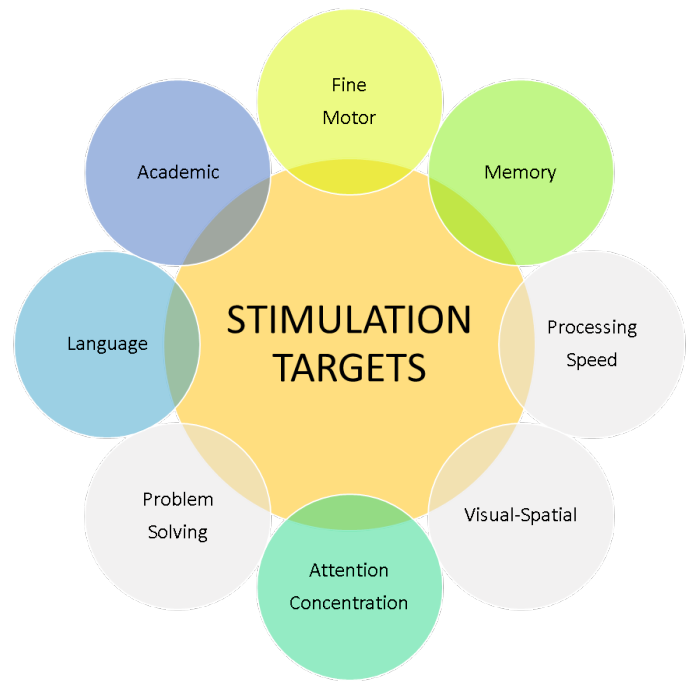 Fine
Motor
Academic
Memory
STIMULATION
TARGETS
Language
Processing
Speed
Problem
Solving
Visual-Spatial
Attention
Concentration